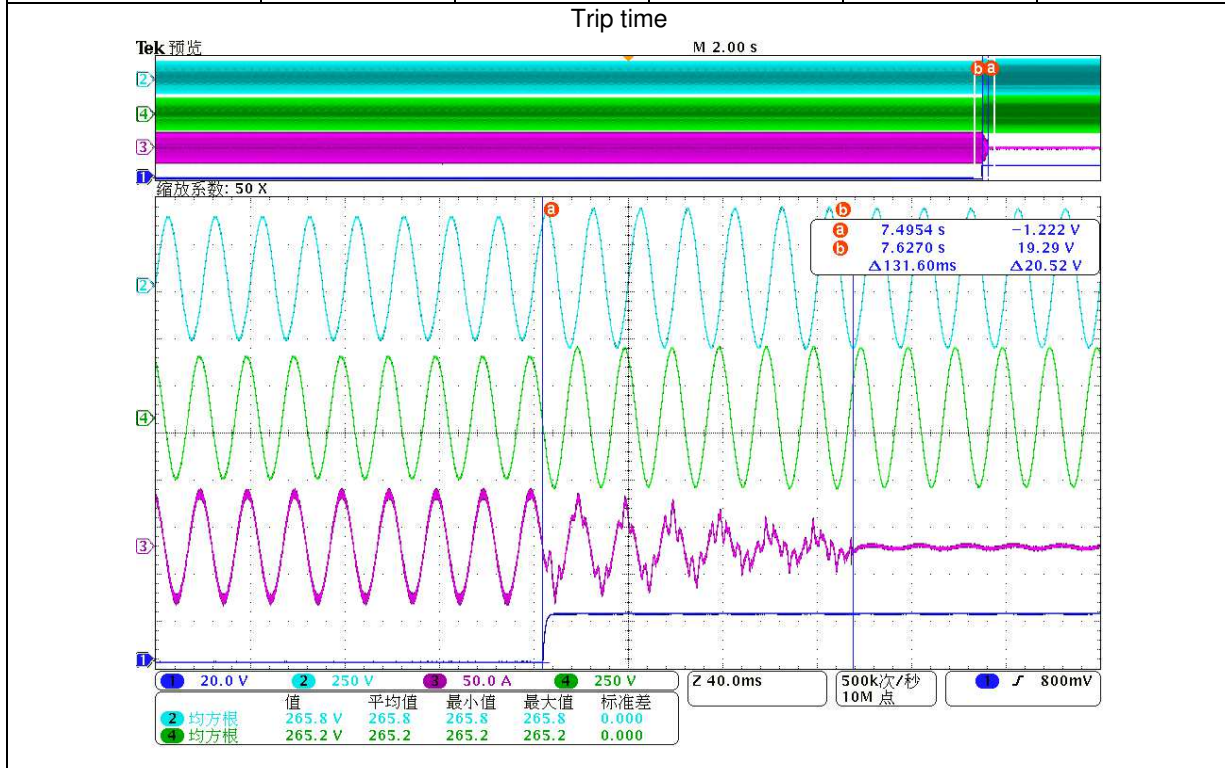 Trip time
Tek 预览 M 2.00 s
b a
2
4
3
1
缩放系数: 50 X
a b
a 7.4954 s −1.222 V
b 7.6270 s 19.29 V
Δ131.60ms Δ20.52 V
2
4
3
1
1 20.0 V 2 250 V 3 50.0 A 4 250 V Z 40.0ms 500k次/秒 1 800mV
10M 点
值 平均值 最小值 最大值 标准差
2 均方根 265.8 V 265.8 265.8 265.8 0.000
4 均方根 265.2 V 265.2 265.2 265.2 0.000